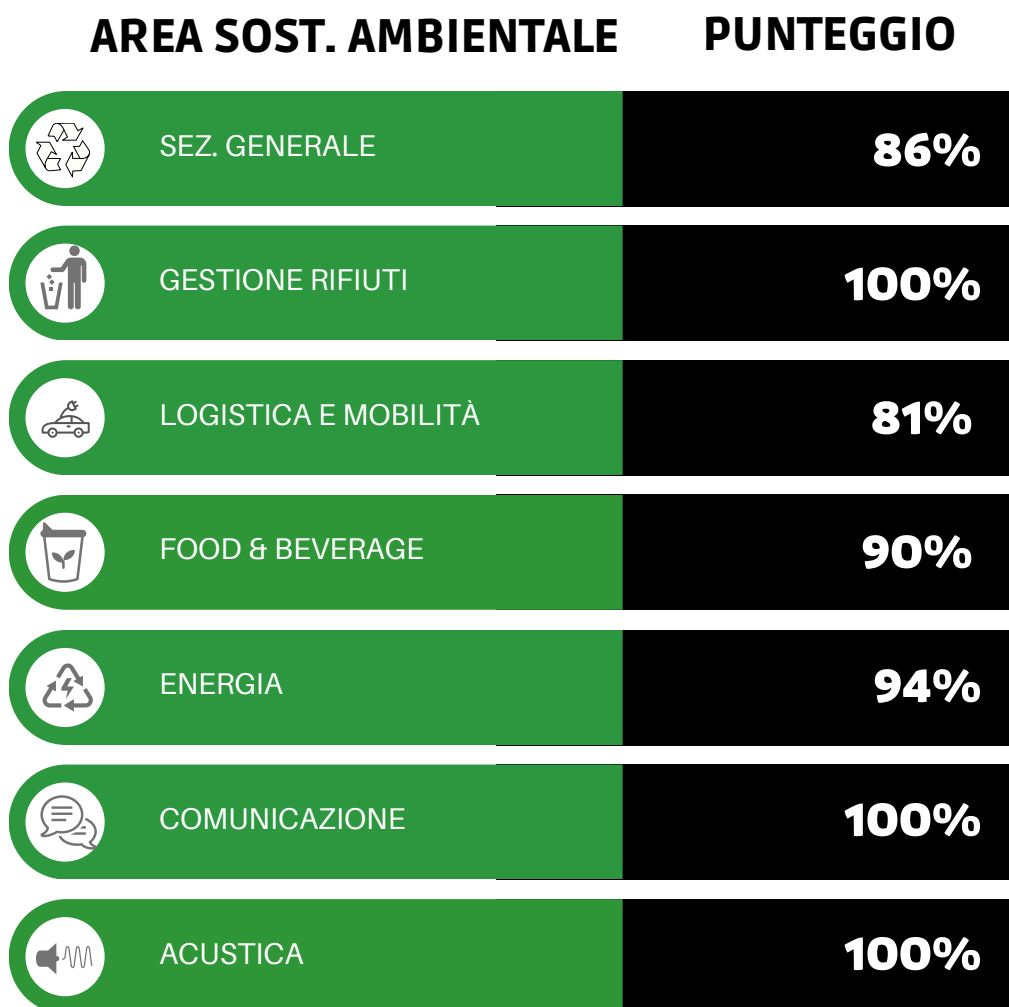 AREA SOST. AMBIENTALE PUNTEGGIO
SEZ. GENERALE 86%
GESTIONE RIFIUTI 100%
LOGISTICA E MOBILITÀ 81%
FOOD & BEVERAGE 90%
ENERGIA 94%
COMUNICAZIONE 100%
ACUSTICA 100%